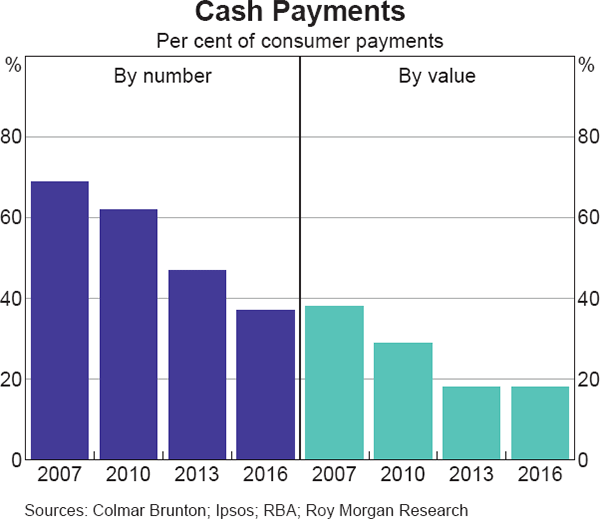 Cash Payments
Per cent of consumer payments
% By number By value %
80 80
60 60
40 40
20 20
0 0
2007 2010 2013 2016 2007 2010 2013 2016
Sources: Colmar Brunton; Ipsos; RBA; Roy Morgan Research